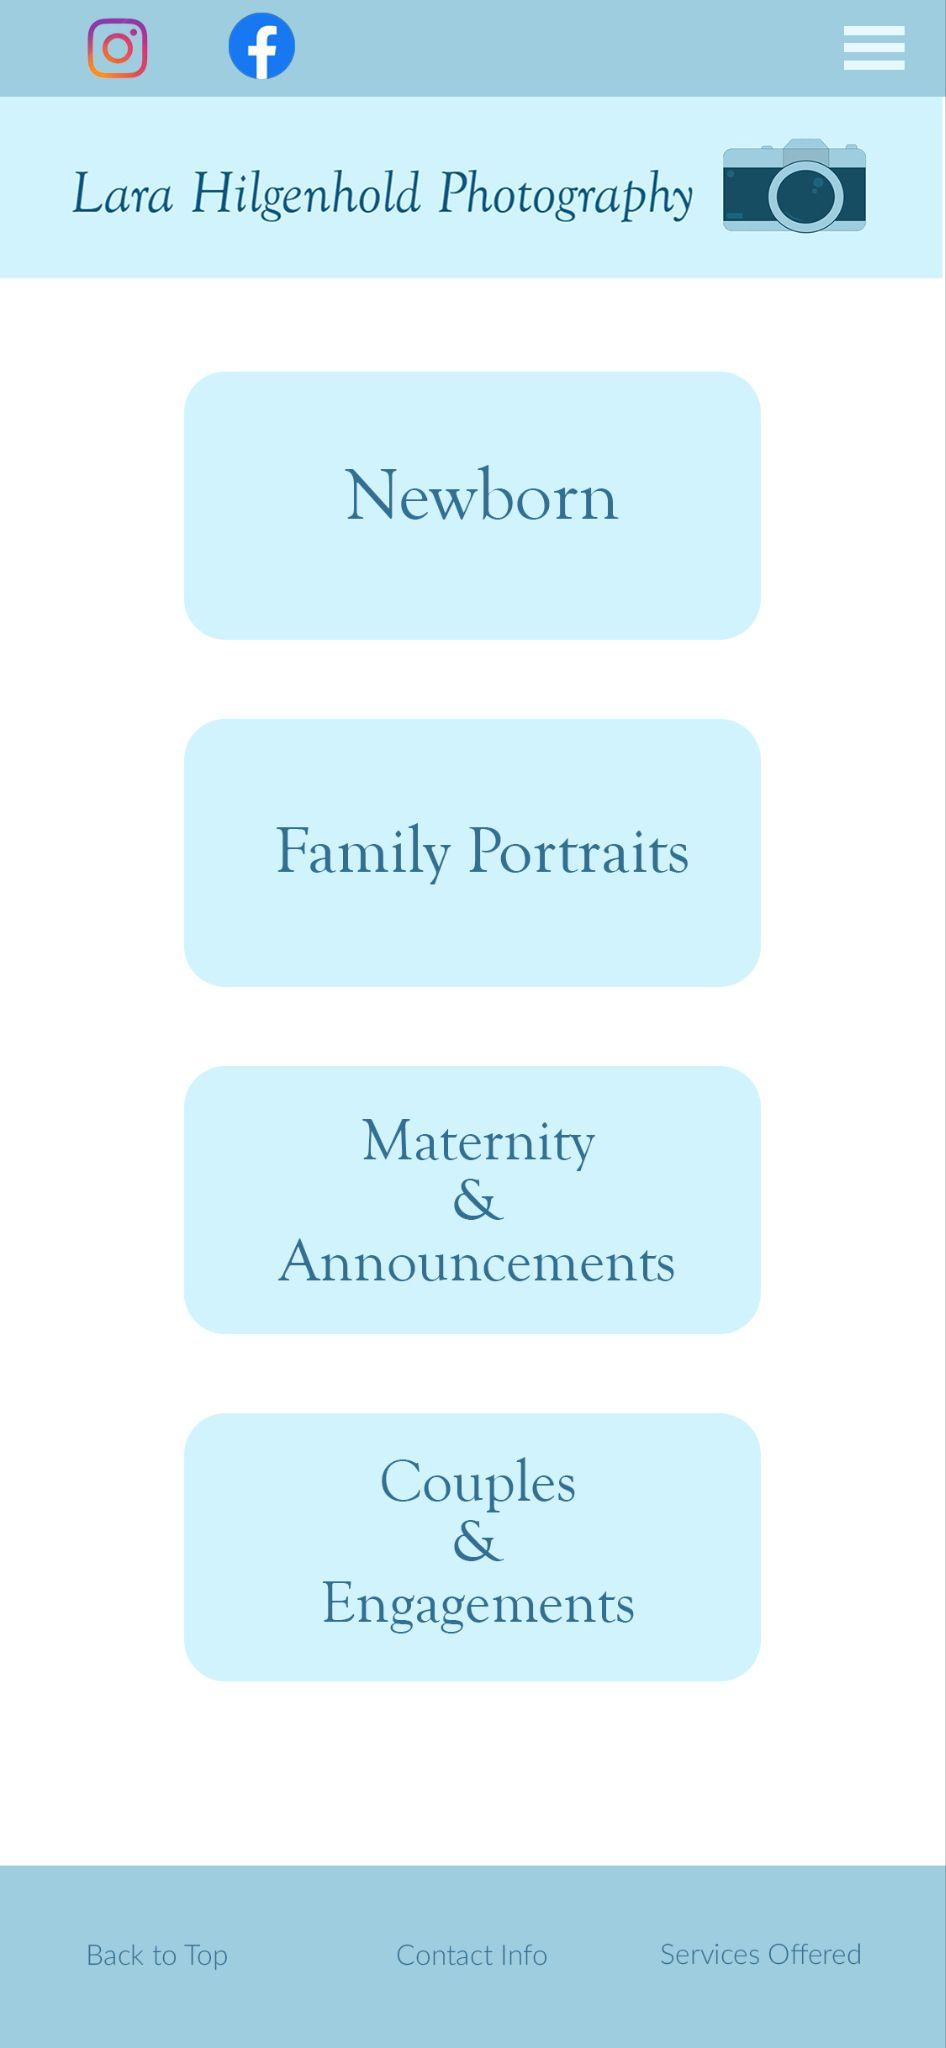 Lara Hilgenhold Photography
Newborn
Family Portraits
Maternity
&
Announcements
Couples
&
Engagements
Back to Top Contact Info Services Offered